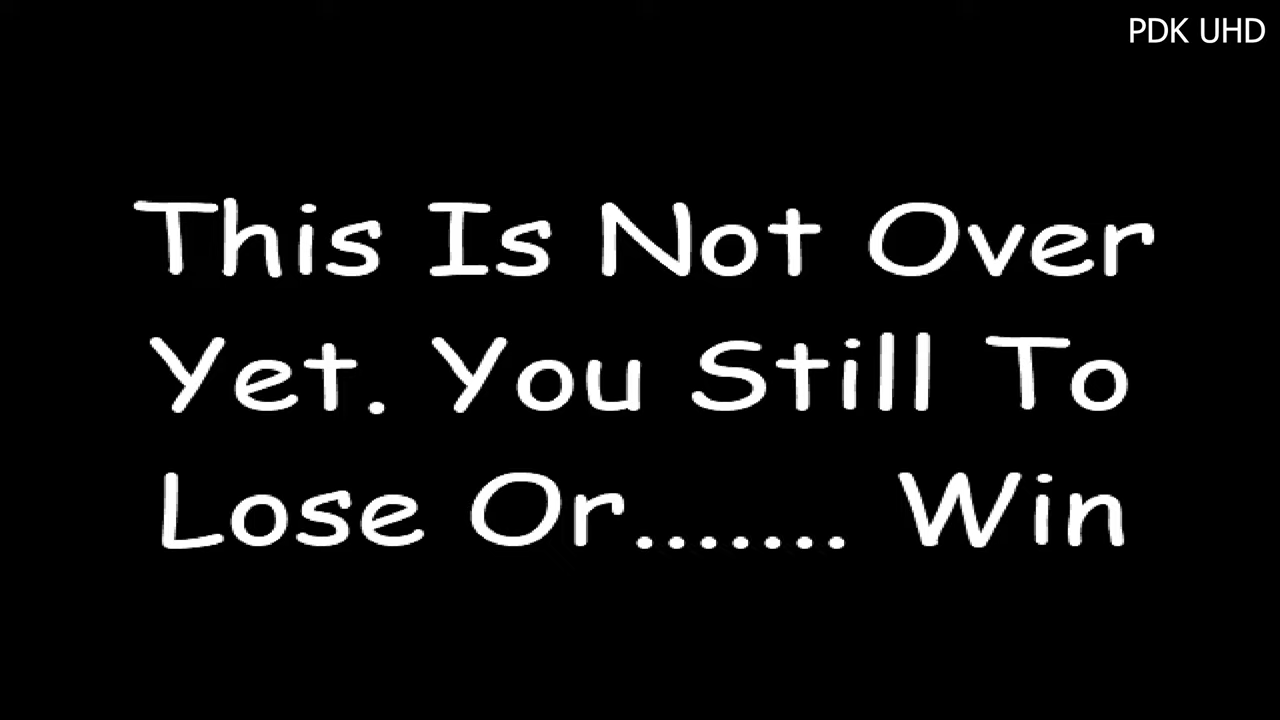 PDK UHD
This Is Not Over
Yet. You Still To
Lose Or....... Win